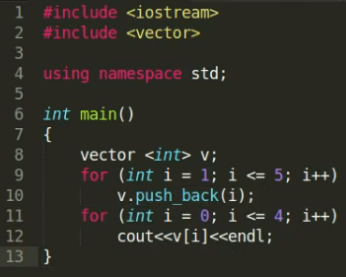 1 #include <iostream>
2 #include <vector>
3
4 using namespace std;
5
6 int main()
7 {
8     vector <int> v;
9     for (int i = 1; i <= 5; i++)
10         v.push_back(i);
11     for (int i = 0; i <= 4; i++)
12         cout<<v[i]<<endl;
13 }